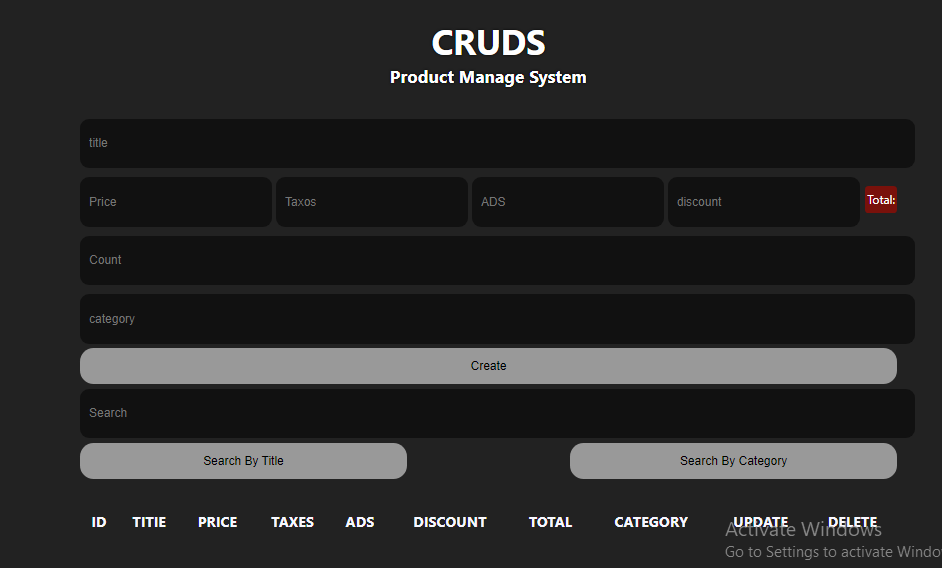 CRUDS
Product Manage System
title
Price Taxos ADS discount Total:
Count
category
Create
Search
Search By Title Search By Category
ID TITIE PRICE TAXES ADS DISCOUNT TOTAL CATEGORY UPDATE DELETE
Activate Windows
Go to Settings to activate Windo